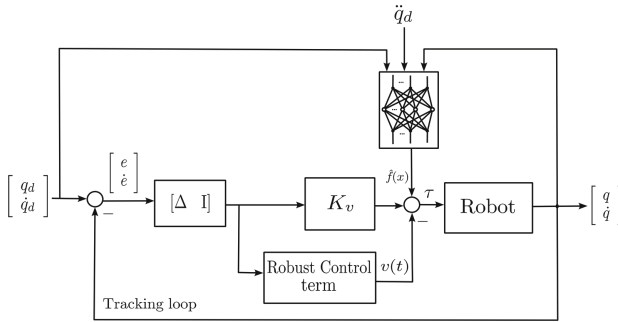 q̈_d
[ q_d
q̇_d ]
[ e
ė ]
−
[Δ I]
K_v
f̂(x)
τ
−
Robot
[ q
q̇ ]
Robust Control
term
v(t)
Tracking loop
...
...
...
...